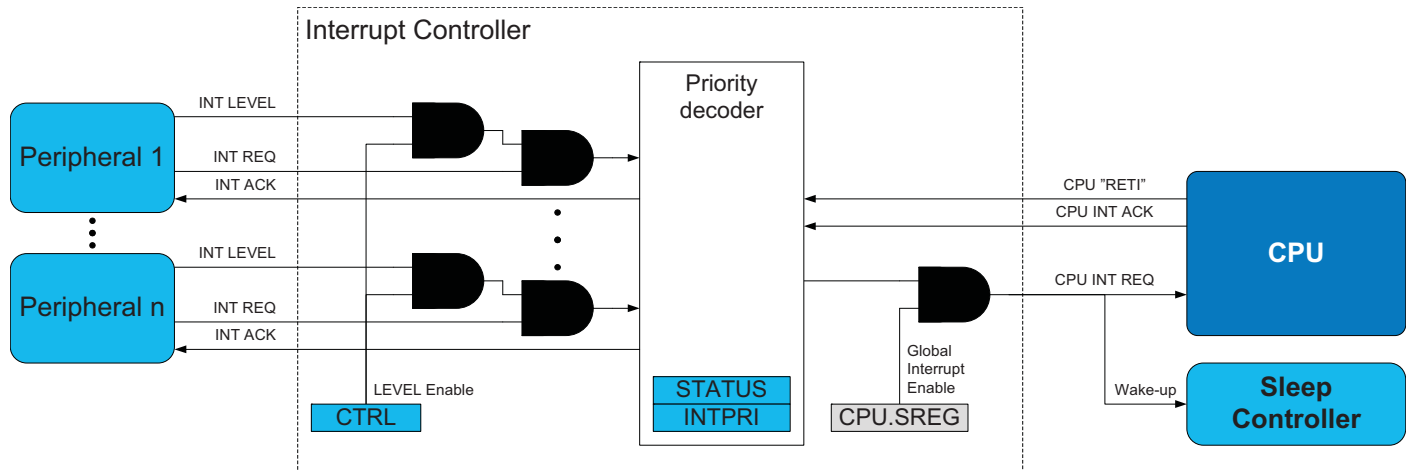 Interrupt Controller
INT LEVEL
Peripheral 1
INT REQ
INT ACK
INT LEVEL
Peripheral n
INT REQ
INT ACK
LEVEL Enable
CTRL
Priority
decoder
STATUS
INTPRI
Global
Interrupt
Enable
CPU.SREG
CPU ”RETI”
CPU INT ACK
CPU INT REQ
CPU
Wake-up
Sleep
Controller